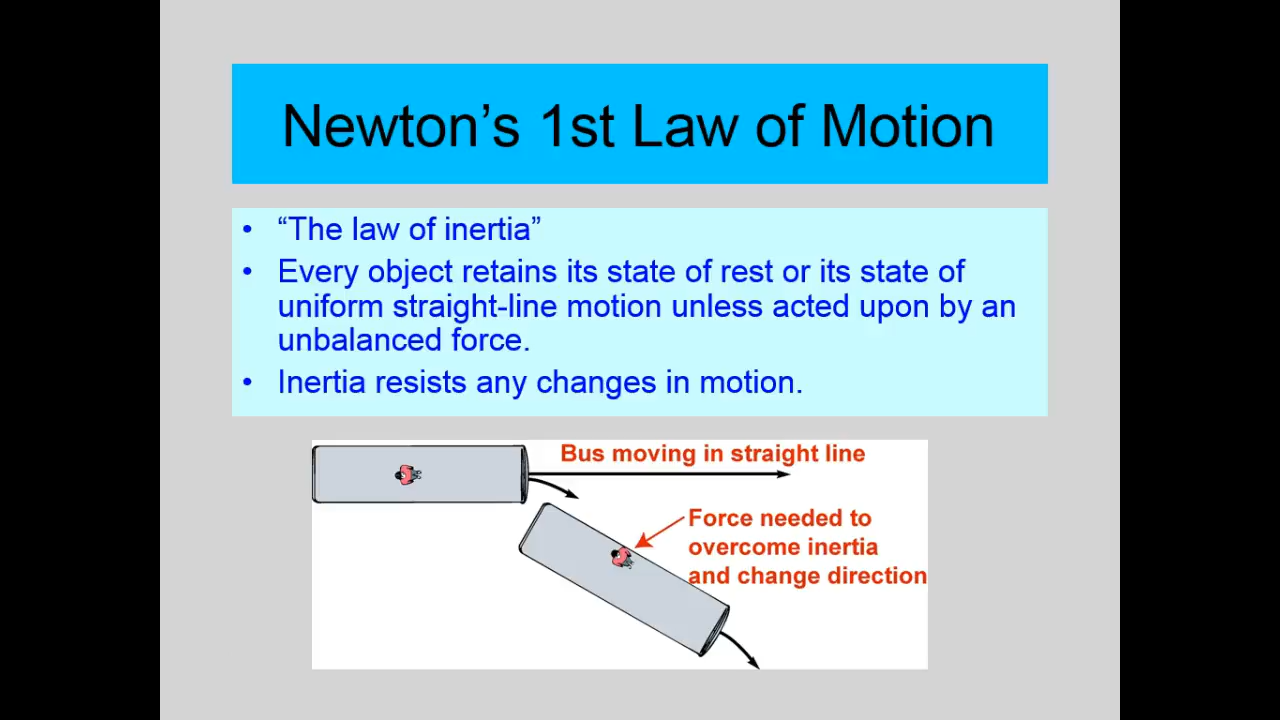 Newton’s 1st Law of Motion
• “The law of inertia”
• Every object retains its state of rest or its state of
uniform straight-line motion unless acted upon by an
unbalanced force.
• Inertia resists any changes in motion.
Bus moving in straight line
Force needed to
overcome inertia
and change direction